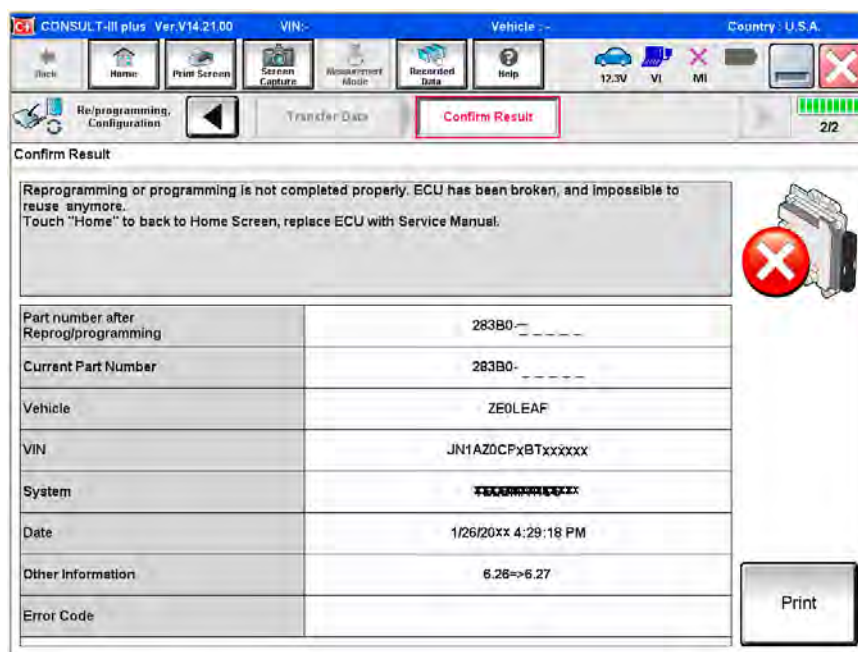 C+ CONSULT-III plus Ver.V14.21.00 VIN:- Vehicle :- Country : U.S.A.
Back Home Print Screen Screen Capture Measurement Mode Recorded Data Help 12.3V VI MI
Re/programming, Configuration Transfer Data Confirm Result 2/2
Confirm Result
Reprogramming or programming is not completed properly. ECU has been broken, and impossible to
reuse anymore.
Touch "Home" to back to Home Screen, replace ECU with Service Manual.
Part number after
Reprog/programming 283B0-_ _ _ _ _
Current Part Number 283B0-_ _ _ _ _
Vehicle ZE0LEAF
VIN JN1AZ0CPxBTxxxxxx
System
Date 1/26/20xx 4:29:18 PM
Other Information 6.26=>6.27
Error Code
Print